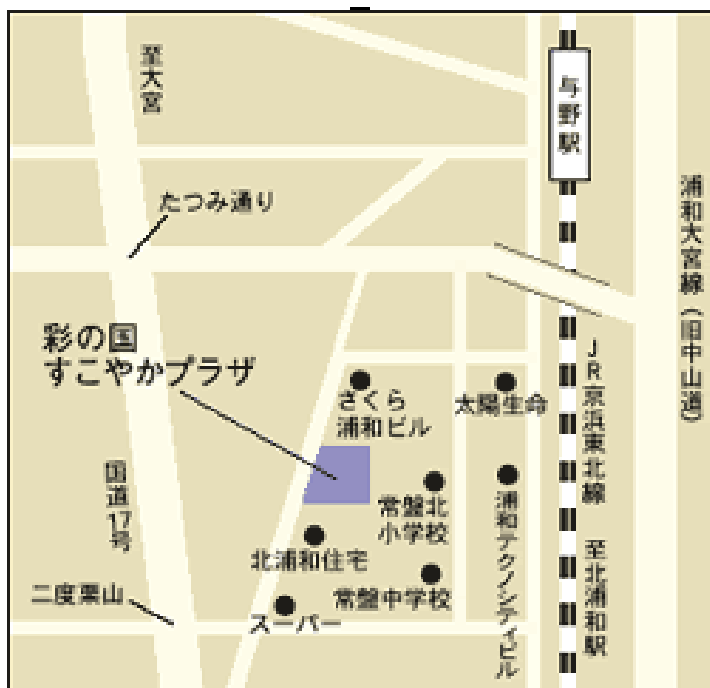 至大宮
与野駅
たつみ通り
浦和大宮線(旧中山道)
彩の国
すこやかプラザ
さくら
浦和ビル
太陽生命
JR京浜東北線
国道17号
常盤北
小学校
浦和テクノシティビル
北浦和住宅
至北浦和駅
二度栗山
常盤中学校
スーパー